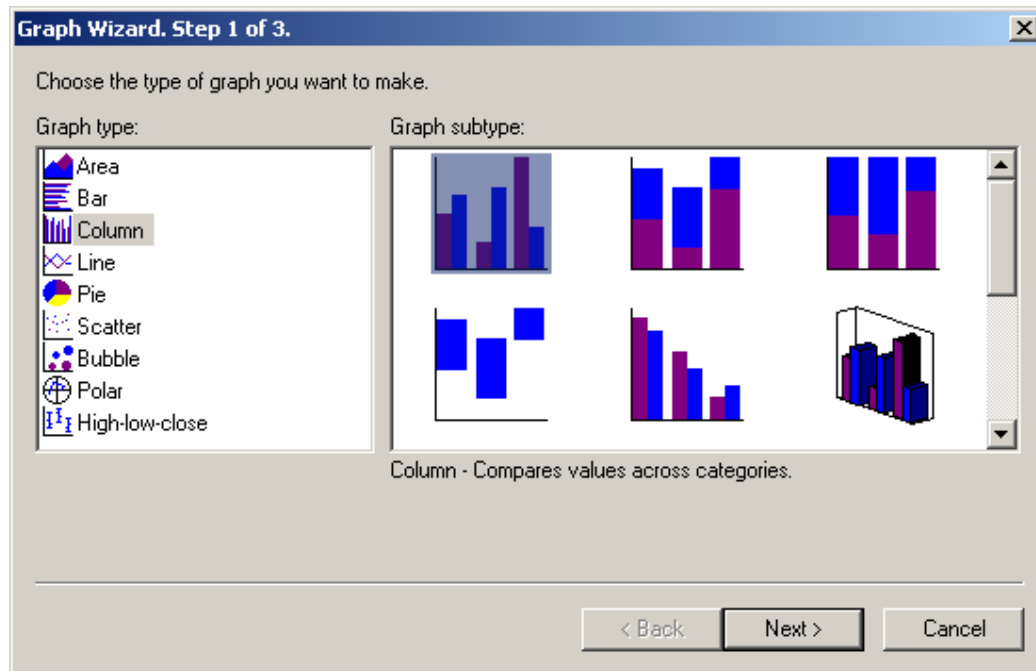 Graph Wizard. Step 1 of 3.
Choose the type of graph you want to make.
Graph type:
Area
Bar
Column
Line
Pie
Scatter
Bubble
Polar
High-low-close
Graph subtype:
Column - Compares values across categories.
< Back
Next >
Cancel